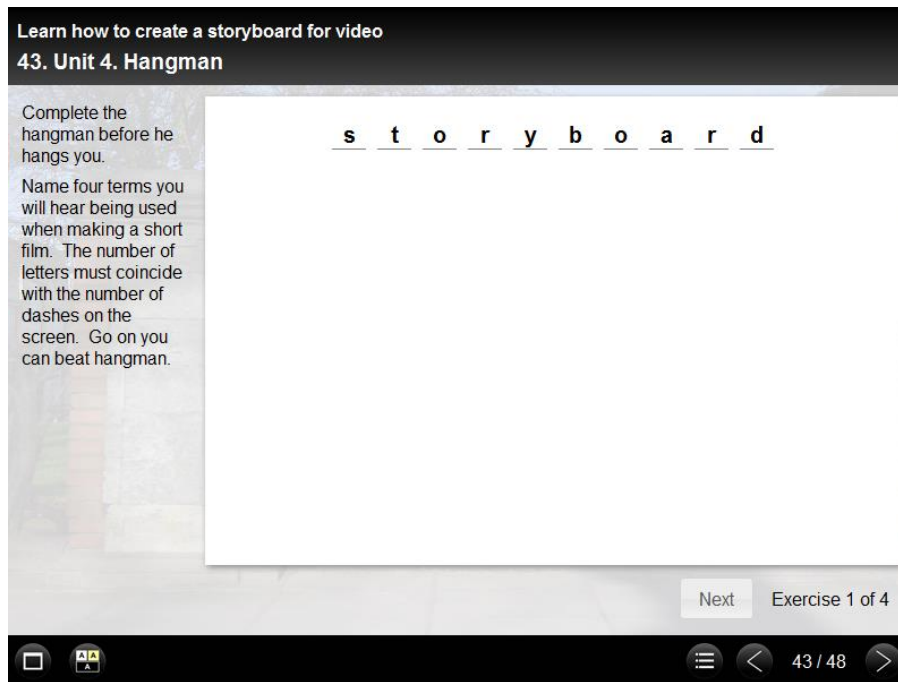 Learn how to create a storyboard for video
43. Unit 4. Hangman
Complete the
hangman before he
hangs you.
Name four terms you
will hear being used
when making a short
film.  The number of
letters must coincide
with the number of
dashes on the
screen.  Go on you
can beat hangman.
s t o r y b o a r d
Next Exercise 1 of 4
A A
A
43 / 48